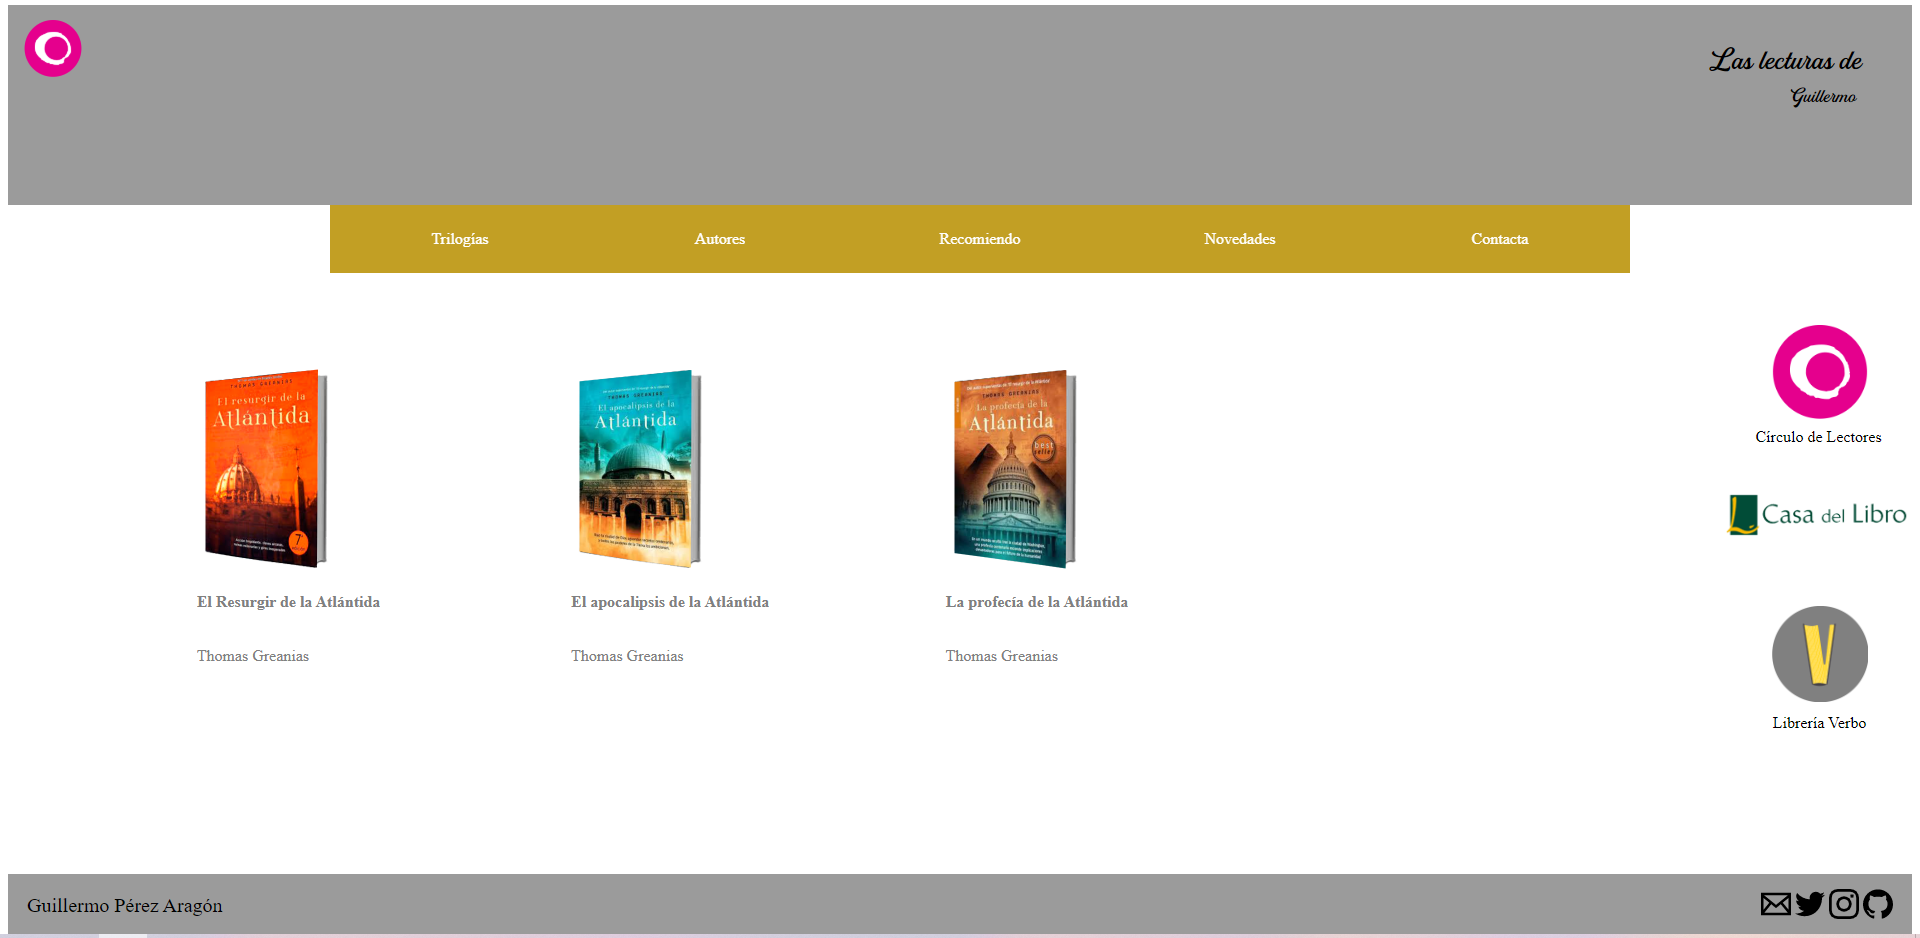 Las lecturas de
Guillermo
Trilogías
Autores
Recomiendo
Novedades
Contacta
THOMAS GREANIAS
El resurgir de la
Atlántida
7ª
THOMAS GREANIAS
El apocalipsis de la
Atlántida
THOMAS GREANIAS
La profecía de la
Atlántida
best
seller
El Resurgir de la Atlántida
Thomas Greanias
El apocalipsis de la Atlántida
Thomas Greanias
La profecía de la Atlántida
Thomas Greanias
Círculo de Lectores
Casa del Libro
Librería Verbo
Guillermo Pérez Aragón